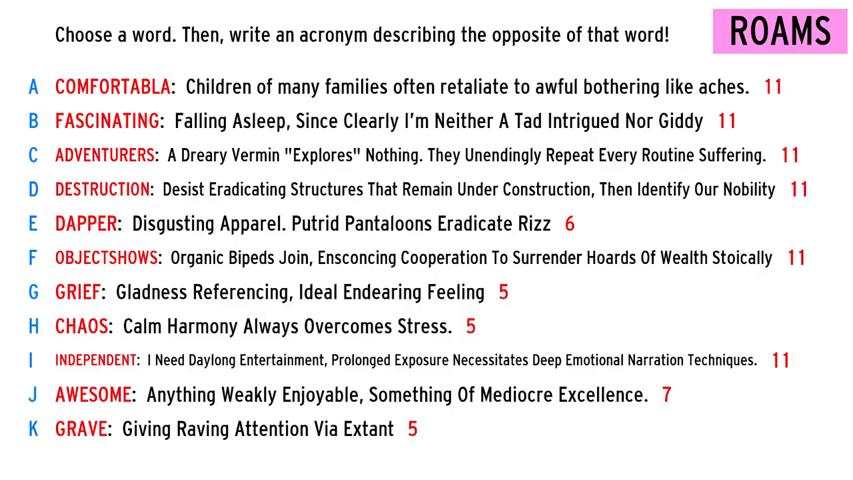 Choose a word. Then, write an acronym describing the opposite of that word!
ROAMS
A COMFORTABLA: Children of many families often retaliate to awful bothering like aches. 11
B FASCINATING: Falling Asleep, Since Clearly I'm Neither A Tad Intrigued Nor Giddy 11
C ADVENTURERS: A Dreary Vermin "Explores" Nothing. They Unendingly Repeat Every Routine Suffering. 11
D DESTRUCTION: Desist Eradicating Structures That Remain Under Construction, Then Identify Our Nobility 11
E DAPPER: Disgusting Apparel. Putrid Pantaloons Eradicate Rizz 6
F OBJECTSHOWS: Organic Bipeds Join, Ensconcing Cooperation To Surrender Hoards Of Wealth Stoically 11
G GRIEF: Gladness Referencing, Ideal Endearing Feeling 5
H CHAOS: Calm Harmony Always Overcomes Stress. 5
I INDEPENDENT: I Need Daylong Entertainment, Prolonged Exposure Necessitates Deep Emotional Narration Techniques. 11
J AWESOME: Anything Weakly Enjoyable, Something Of Mediocre Excellence. 7
K GRAVE: Giving Raving Attention Via Extant 5